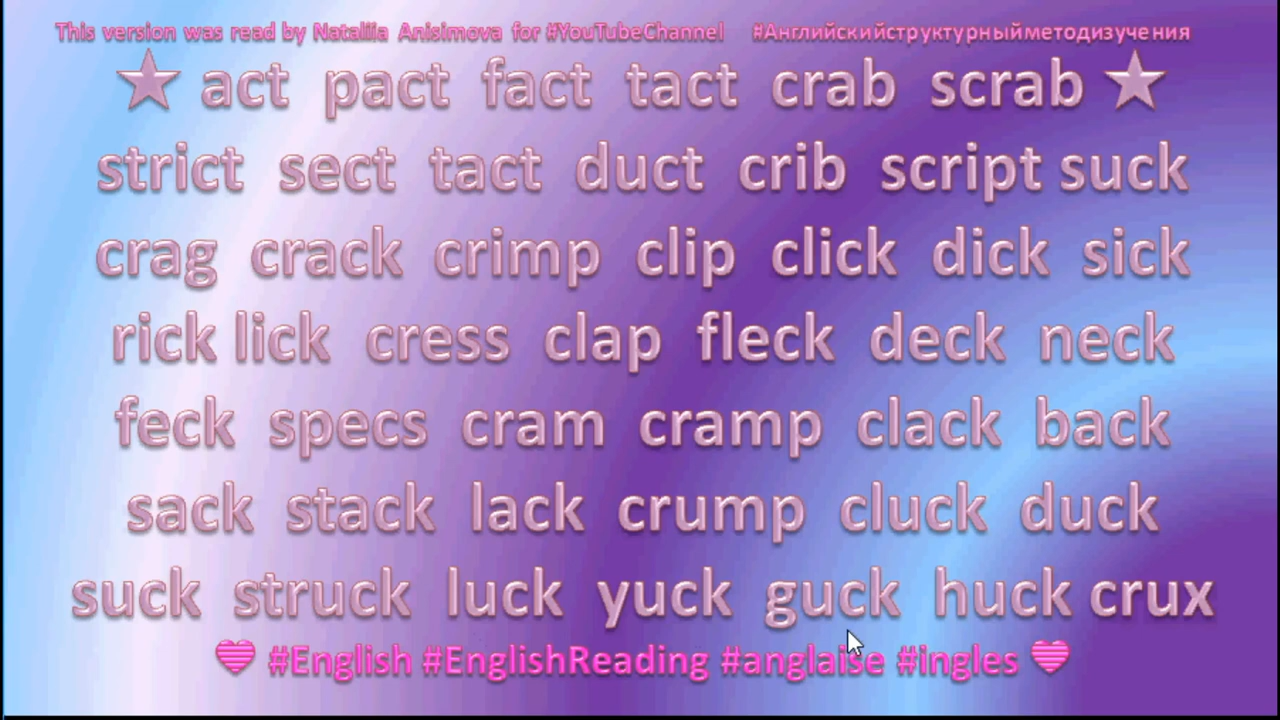 This version was read by Nataliia Anisimova for #YouTubeChannel #Английскийструктурныйметодизучения
act pact fact tact crab scrab
strict sect tact duct crib script suck
crag crack crimp clip click dick sick
rick lick cress clap fleck deck neck
feck specs cram cramp clack back
sack stack lack crump cluck duck
suck struck luck yuck guck huck crux
#English #EnglishReading #anglaise #ingles